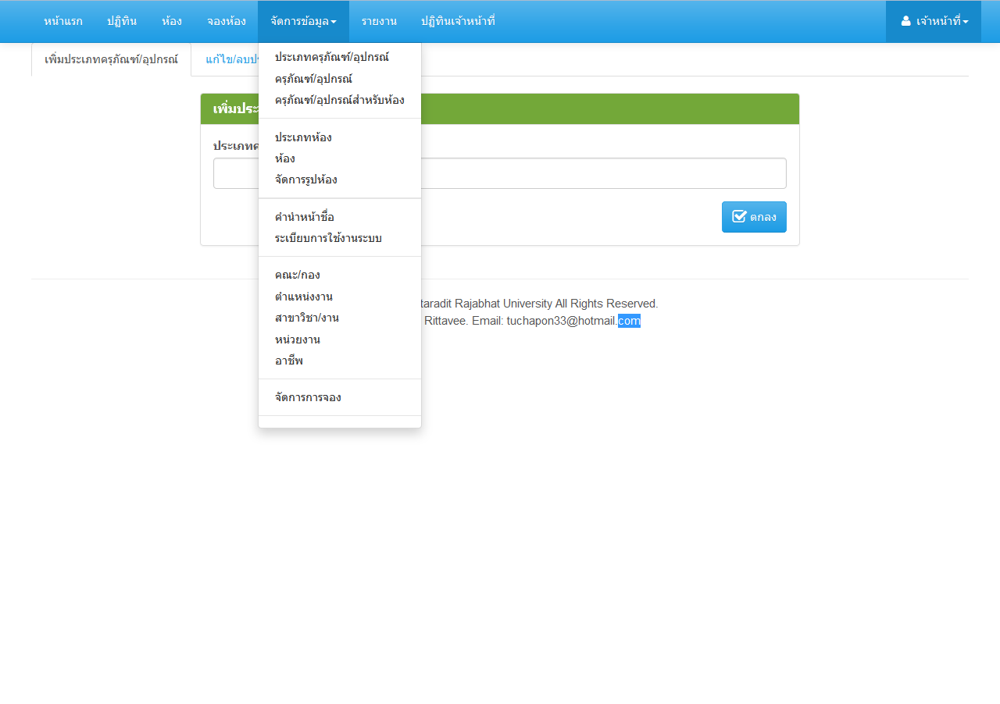 หน้าแรก ปฏิทิน ห้อง จองห้อง จัดการข้อมูล รายงาน ปฏิทินเจ้าหน้าที่ เจ้าหน้าที่
เพิ่มประเภทครุภัณฑ์/อุปกรณ์ แก้ไข/ลบ
ประเภทครุภัณฑ์/อุปกรณ์
ครุภัณฑ์/อุปกรณ์
ครุภัณฑ์/อุปกรณ์สำหรับห้อง
เพิ่มประ
ประเภทห้อง
ประเภท
ห้อง
จัดการรูปห้อง
คำนำหน้าชื่อ
ตกลง
ระเบียบการใช้งานระบบ
คณะ/กอง
ตำแหน่งงาน
taradit Rajabhat University All Rights Reserved.
สาขาวิชา/งาน
Rittavee. Email: tuchapon33@hotmail.com
หน่วยงาน
อาชีพ
จัดการการจอง